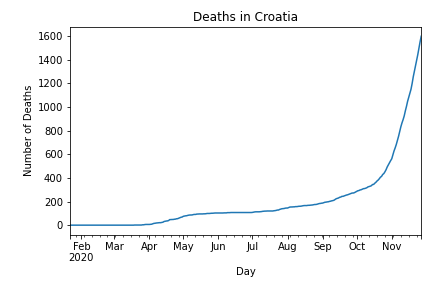 Deaths in Croatia
1600
1400
1200
1000
800
600
400
200
0
Number of Deaths
Feb Mar Apr May Jun Jul Aug Sep Oct Nov
2020
Day